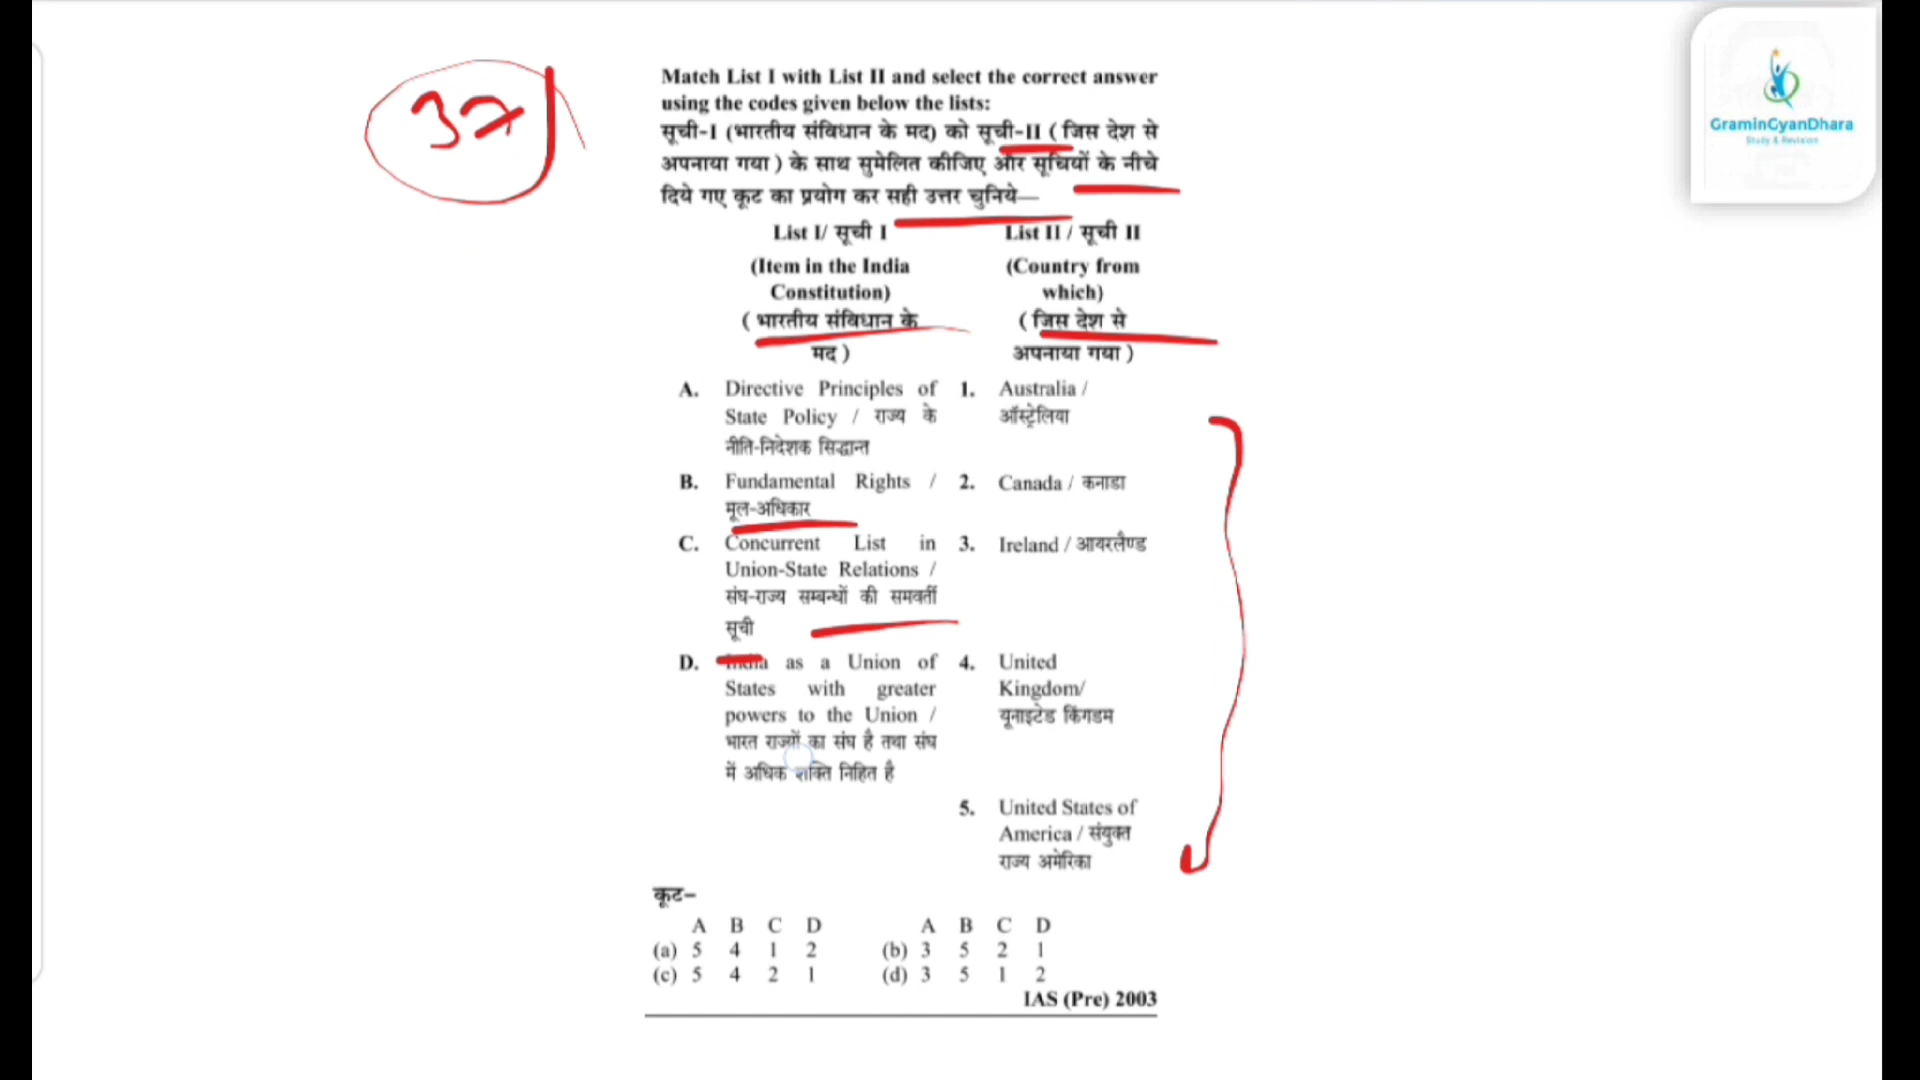 37
GraminGyanDhara
Study & Revision
Match List I with List II and select the correct answer
using the codes given below the lists:
सूची-I (भारतीय संविधान के मद) को सूची-II ( जिस देश से
अपनाया गया ) के साथ सुमेलित कीजिए और सूचियों के नीचे
दिये गए कूट का प्रयोग कर सही उत्तर चुनिये—
List I/ सूची I List II / सूची II
(Item in the India (Country from
Constitution) which)
( भारतीय संविधान के ( जिस देश से
मद ) अपनाया गया )
A. Directive Principles of 1. Australia /
State Policy / राज्य के ऑस्ट्रेलिया
नीति-निदेशक सिद्धान्त
B. Fundamental Rights / 2. Canada / कनाडा
मूल-अधिकार
C. Concurrent List in 3. Ireland / आयरलैण्ड
Union-State Relations /
संघ-राज्य सम्बन्धों की समवर्ती
सूची
D. India as a Union of 4. United
States with greater Kingdom/
powers to the Union / यूनाइटेड किंगडम
भारत राज्यों का संघ है तथा संघ
में अधिक शक्ति निहित है
5. United States of
America / संयुक्त
राज्य अमेरिका
कूट–
A B C D A B C D
(a) 5 4 1 2 (b) 3 5 2 1
(c) 5 4 2 1 (d) 3 5 1 2
IAS (Pre) 2003